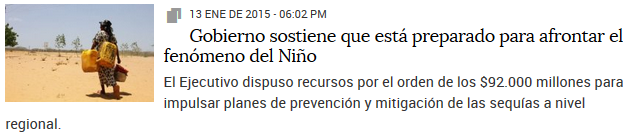 13 ENE DE 2015 - 06:02 PM
Gobierno sostiene que está preparado para afrontar el
fenómeno del Niño
El Ejecutivo dispuso recursos por el orden de los $92.000 millones para
impulsar planes de prevención y mitigación de las sequías a nivel
regional.